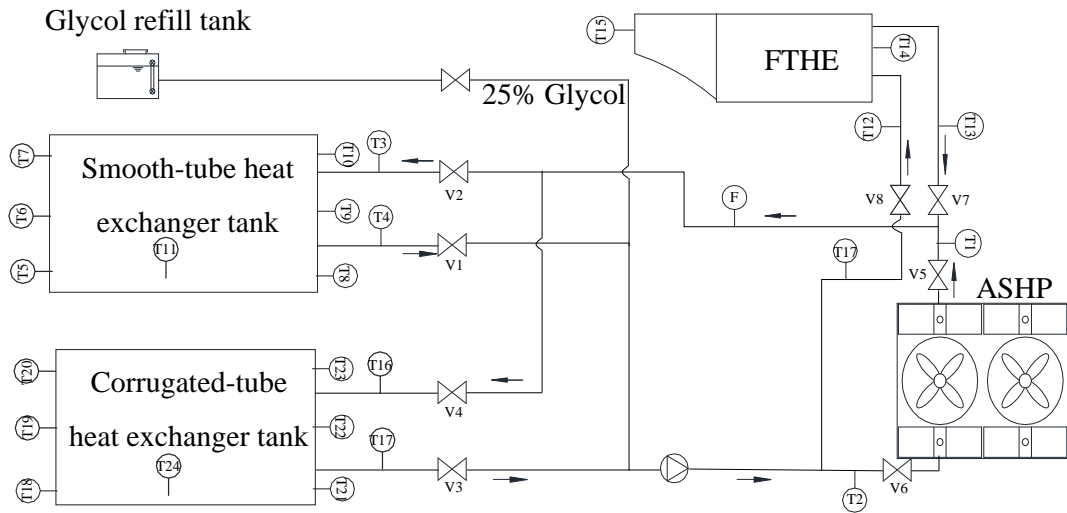 Glycol refill tank
25% Glycol
T15
FTHE
T14
T12
T13
T7
T10
T3
Smooth-tube heat
exchanger tank
V2
T6
T9
T4
T11
V1
T5
T8
F
V8
V7
T1
T17
V5
ASHP
T20
T23
T16
Corrugated-tube
heat exchanger tank
V4
T19
T22
T17
T24
V3
T18
T21
T2
V6